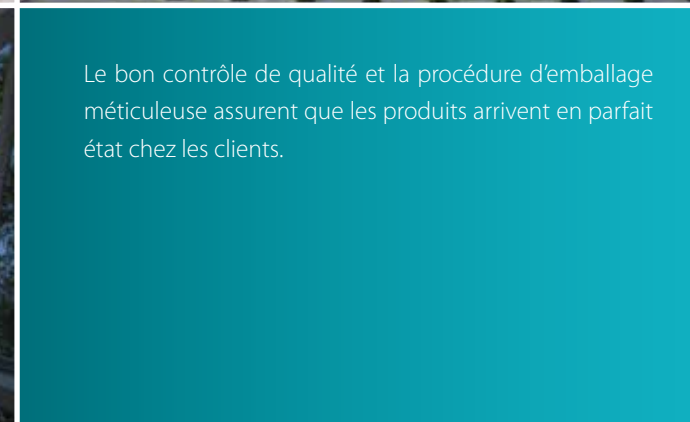 Le bon contrôle de qualité et la procédure d’emballage
méticuleuse assurent que les produits arrivent en parfait
état chez les clients.